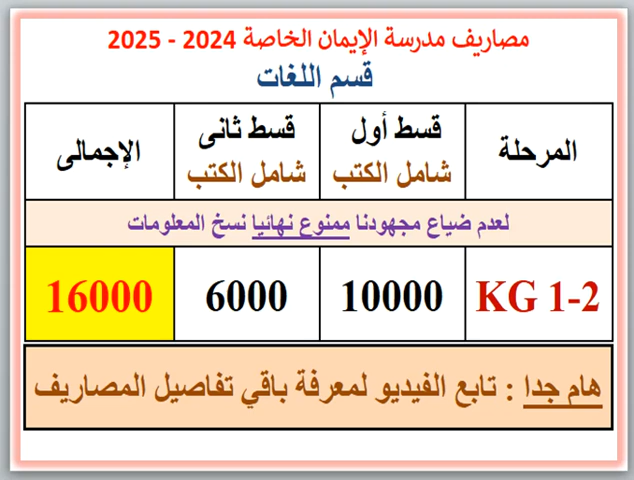 مصاريف مدرسة الإيمان الخاصة 2024 - 2025
قسم اللغات
المرحلة
قسط أول
شامل الكتب
قسط ثانى
شامل الكتب
الإجمالى
لعدم ضياع مجهودنا ممنوع نهائيا نسخ المعلومات
KG 1-2
10000
6000
16000
هام جدا : تابع الفيديو لمعرفة باقي تفاصيل المصاريف